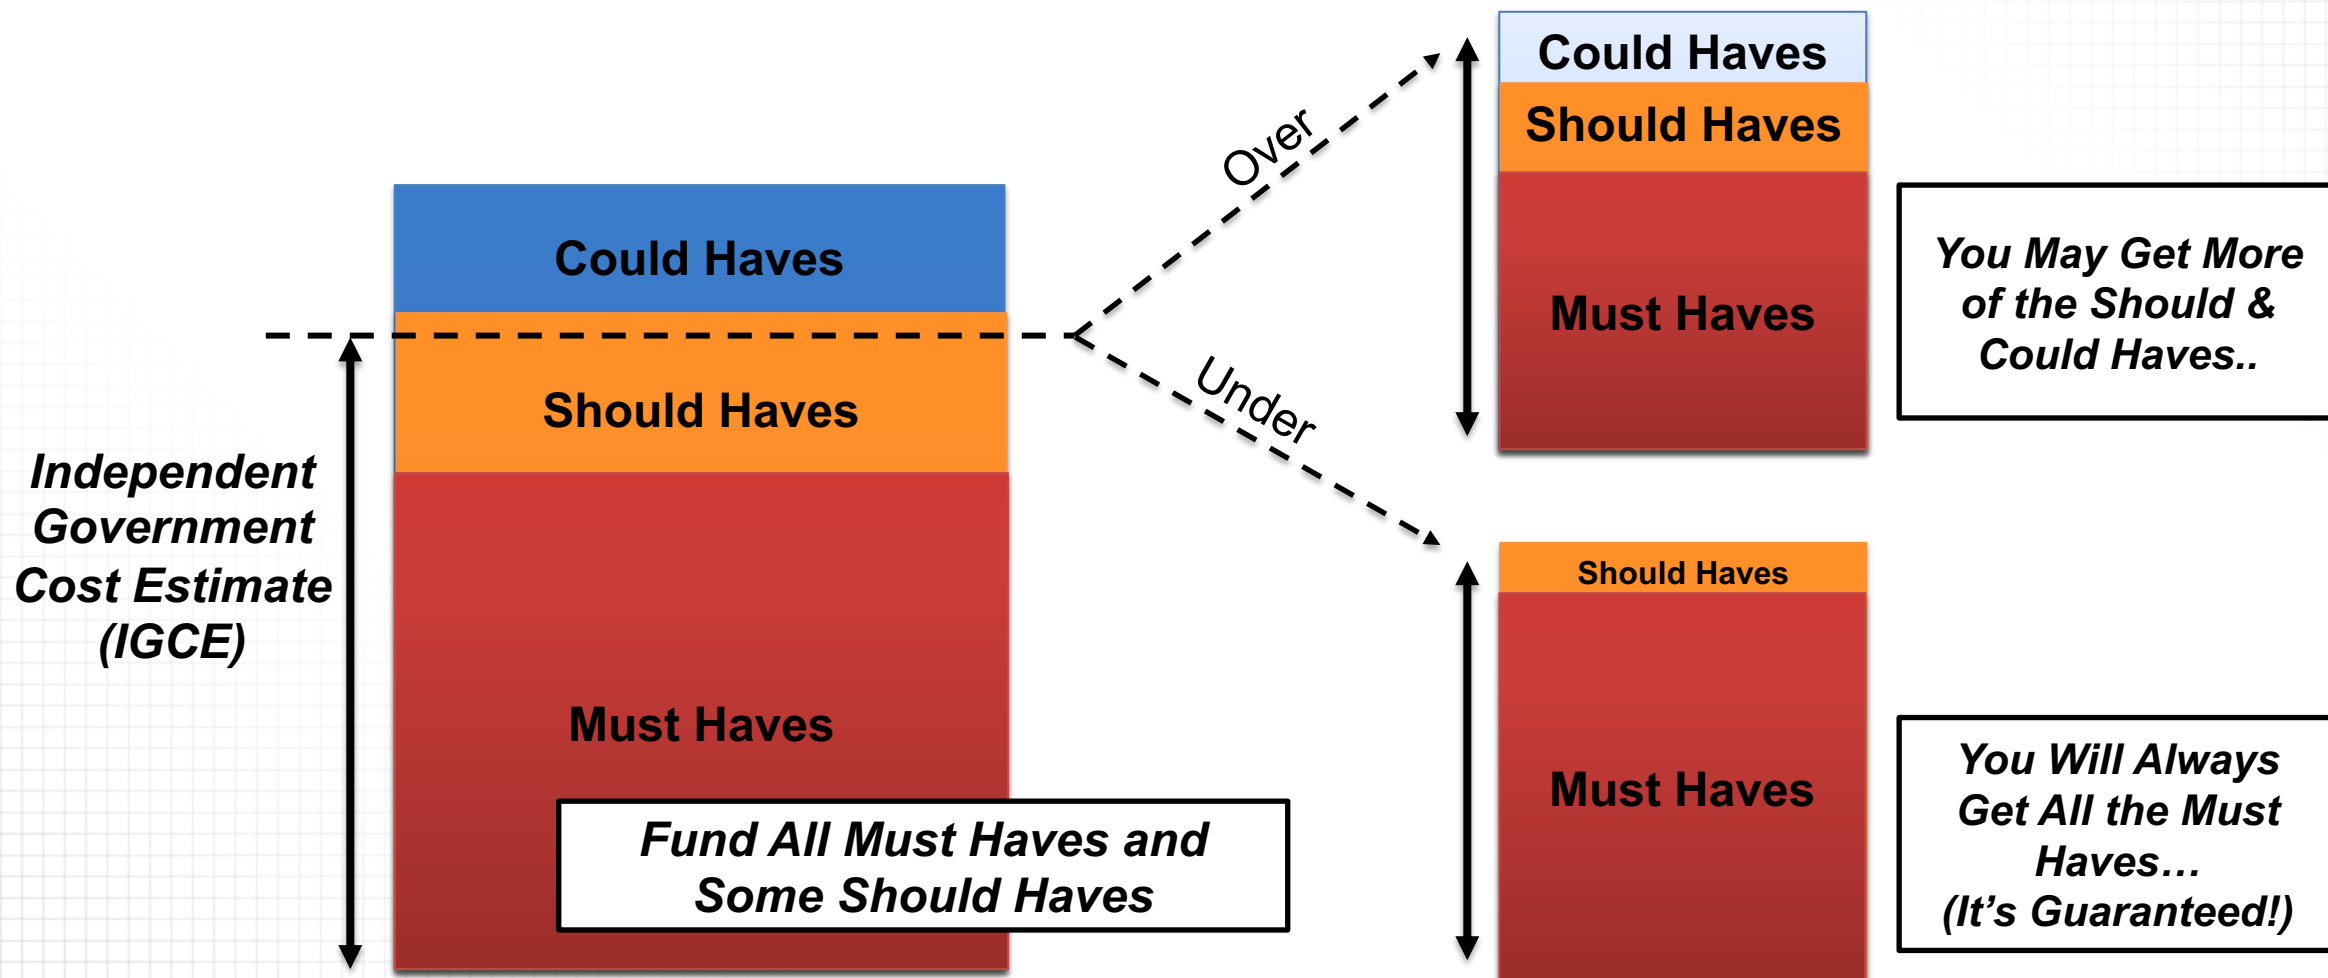 Could Haves
Should Haves
Must Haves
Independent
Government
Cost Estimate
(IGCE)
Fund All Must Haves and
Some Should Haves
Over
Under
Could Haves
Should Haves
Must Haves
You May Get More
of the Should &
Could Haves..
Should Haves
Must Haves
You Will Always
Get All the Must
Haves…
(It’s Guaranteed!)